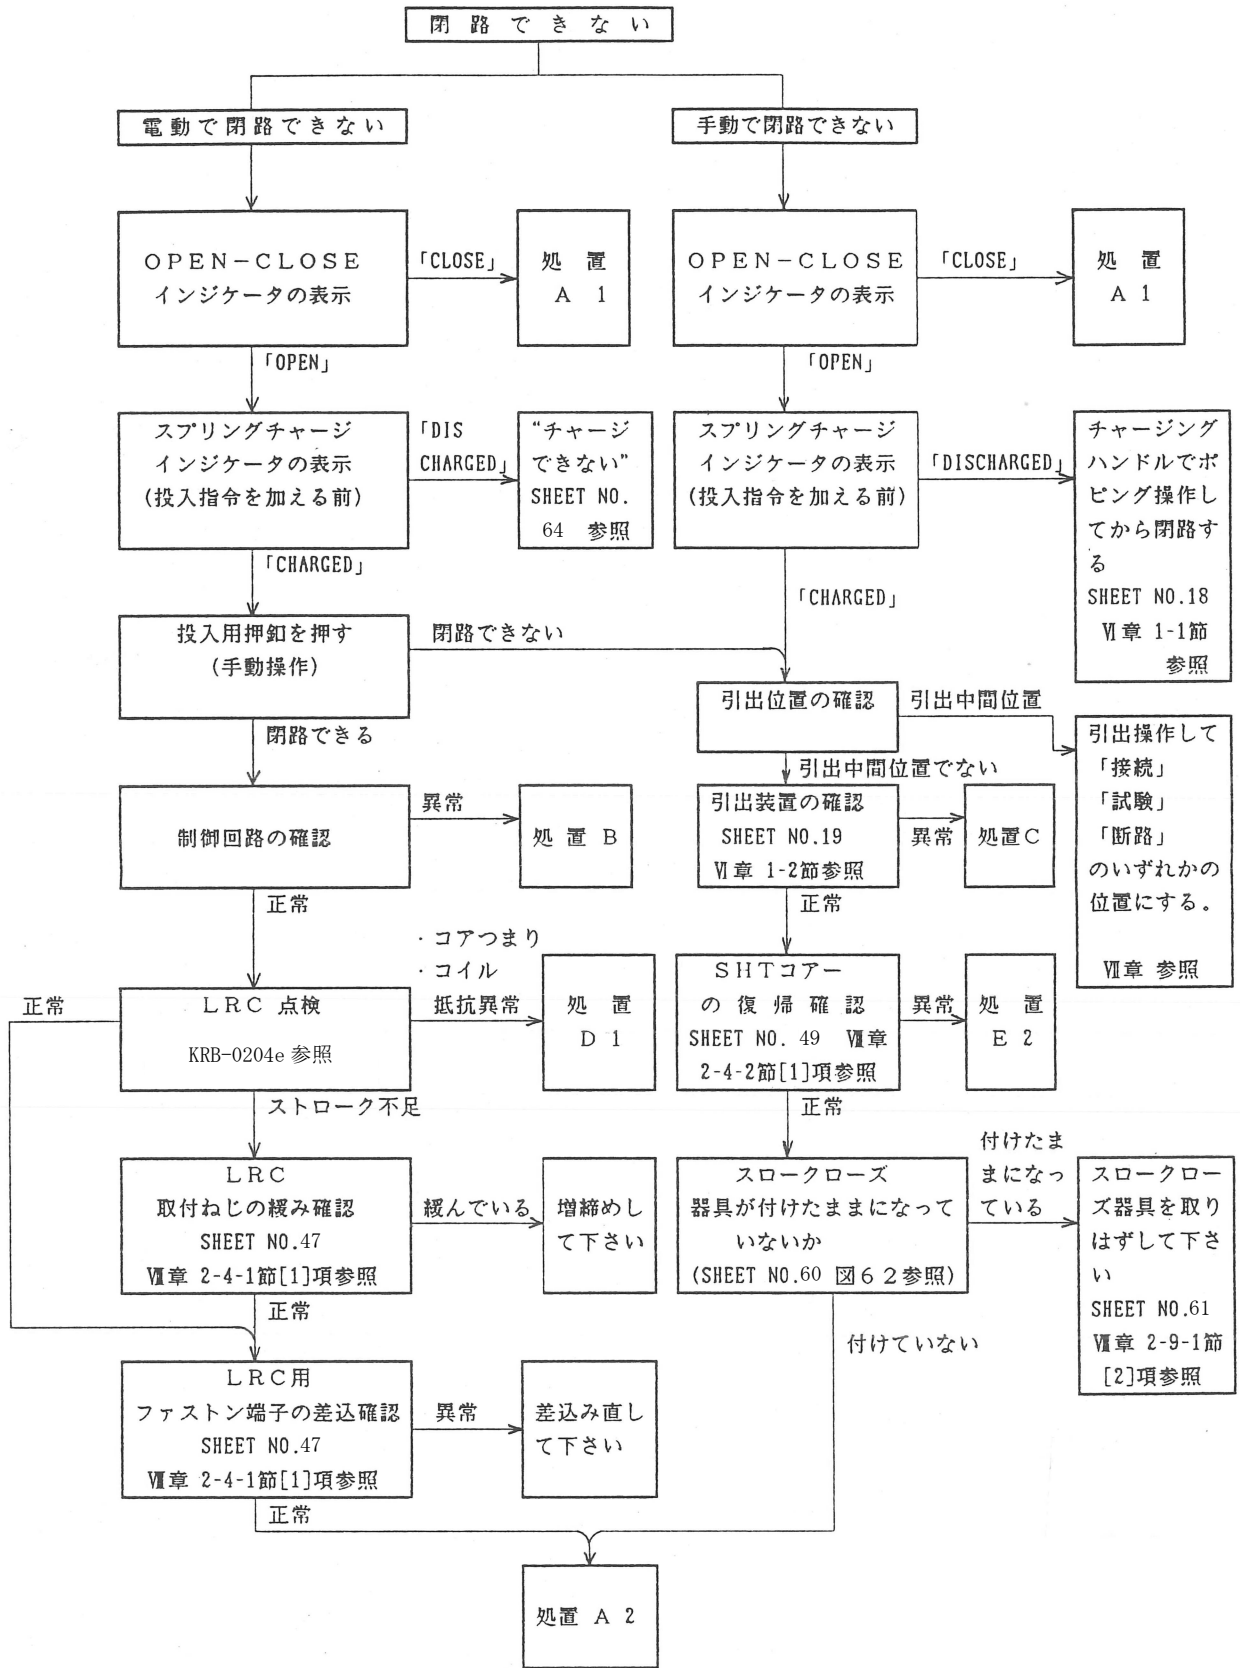 閉路できない
電動で閉路できない
手動で閉路できない
OPEN-CLOSE
インジケータの表示
「CLOSE」
処置
A 1
「OPEN」
スプリングチャージ
インジケータの表示
(投入指令を加える前)
「DIS
CHARGED」
"チャージ
できない"
SHEET NO.
64 参照
「CHARGED」
投入用押釦を押す
(手動操作)
閉路できない
閉路できる
制御回路の確認
異常
処置 B
正常
・コアつまり
・コイル
抵抗異常
LRC 点検
KRB-0204e 参照
処置
D 1
正常
ストローク不足
LRC
取付ねじの緩み確認
SHEET NO.47
Ⅷ章 2-4-1節[1]項参照
緩んでいる
増締めし
て下さい
正常
LRC用
ファストン端子の差込確認
SHEET NO.47
Ⅷ章 2-4-1節[1]項参照
異常
差込み直し
て下さい
正常
OPEN-CLOSE
インジケータの表示
「CLOSE」
処置
A 1
「OPEN」
スプリングチャージ
インジケータの表示
(投入指令を加える前)
「DISCHARGED」
チャージング
ハンドルでポ
ピング操作し
てから閉路す
る
SHEET NO.18
Ⅵ章 1-1節
参照
「CHARGED」
引出位置の確認
引出中間位置
引出操作して
「接続」
「試験」
「断路」
のいずれかの
位置にする。
Ⅶ章 参照
引出中間位置でない
引出装置の確認
SHEET NO.19
Ⅵ章 1-2節参照
異常
処置C
正常
SHTコアー
の復帰確認
SHEET NO. 49 Ⅷ章
2-4-2節[1]項参照
異常
処置
E 2
正常
スロークローズ
器具が付けたままになって
いないか
(SHEET NO.60 図62参照)
付けたま
まになっ
ている
スロークロー
ズ器具を取り
はずして下さ
い
SHEET NO.61
Ⅷ章 2-9-1節
[2]項参照
付けていない
処置 A 2